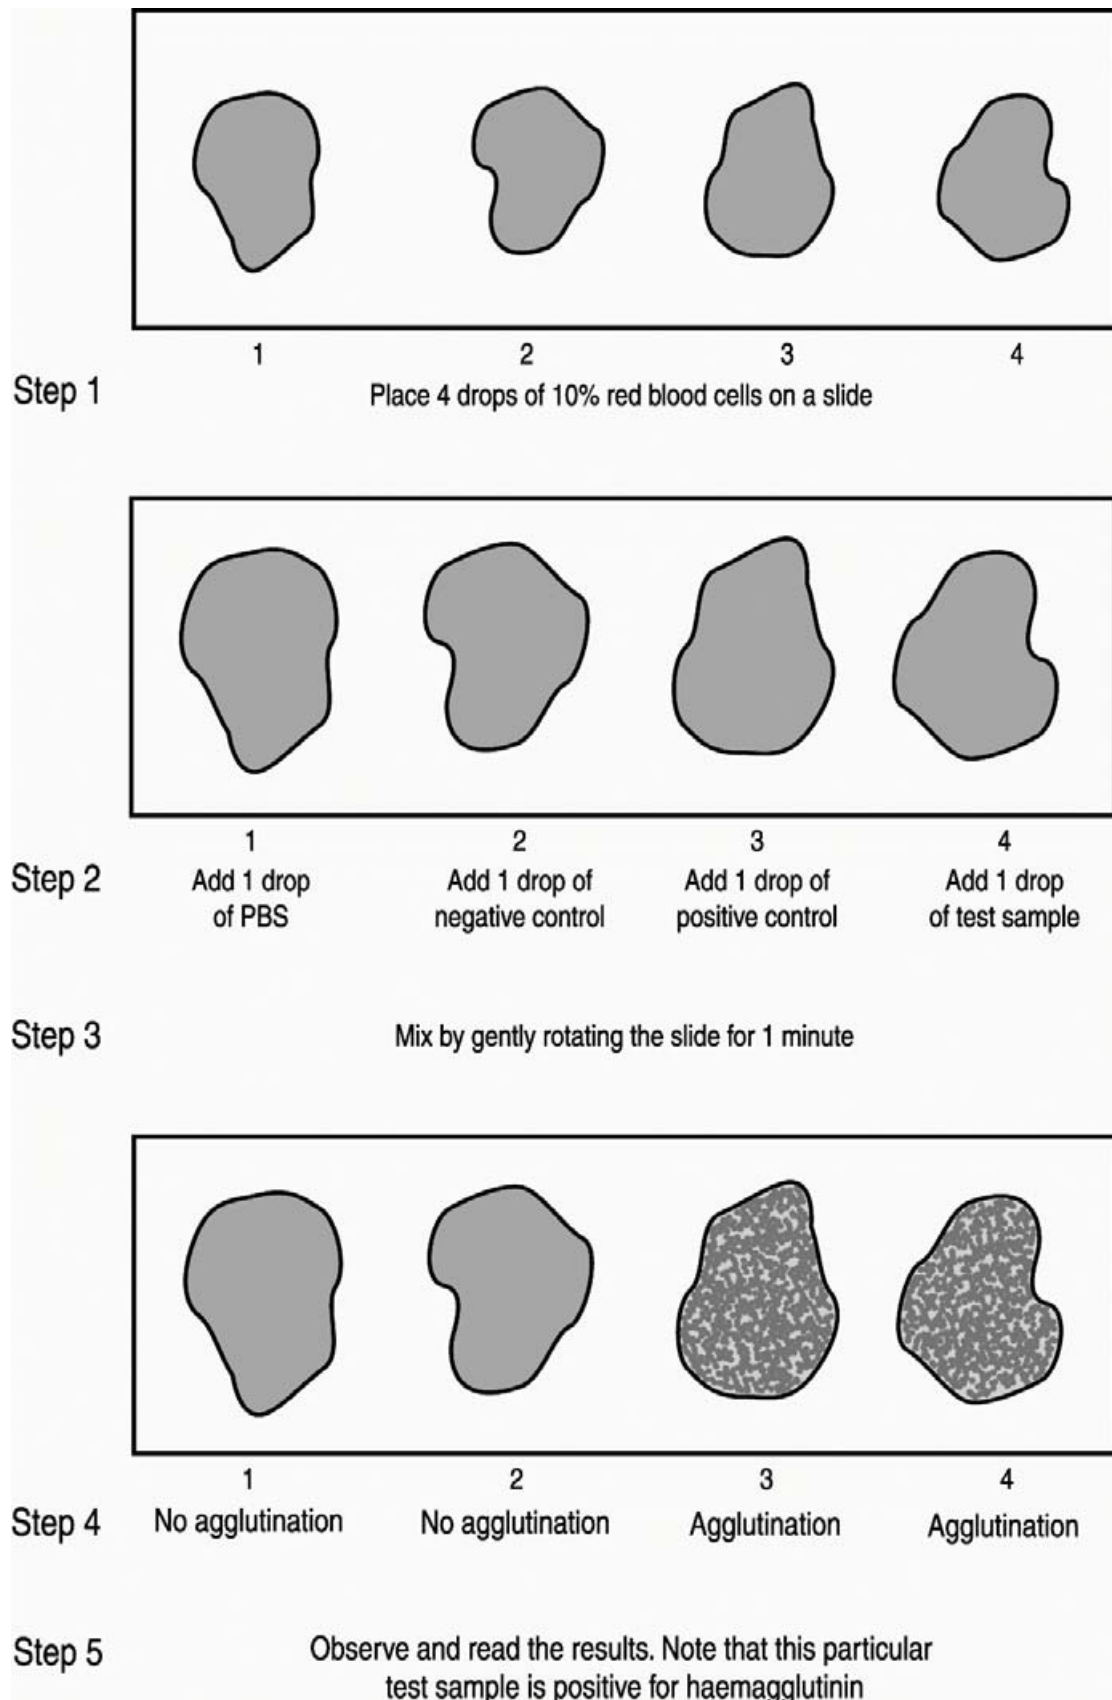 1 2 3 4
Step 1 Place 4 drops of 10% red blood cells on a slide
1 2 3 4
Step 2 Add 1 drop Add 1 drop of Add 1 drop of Add 1 drop
of PBS negative control positive control of test sample
Step 3 Mix by gently rotating the slide for 1 minute
1 2 3 4
Step 4 No agglutination No agglutination Agglutination Agglutination
Step 5 Observe and read the results. Note that this particular
test sample is positive for haemagglutinin